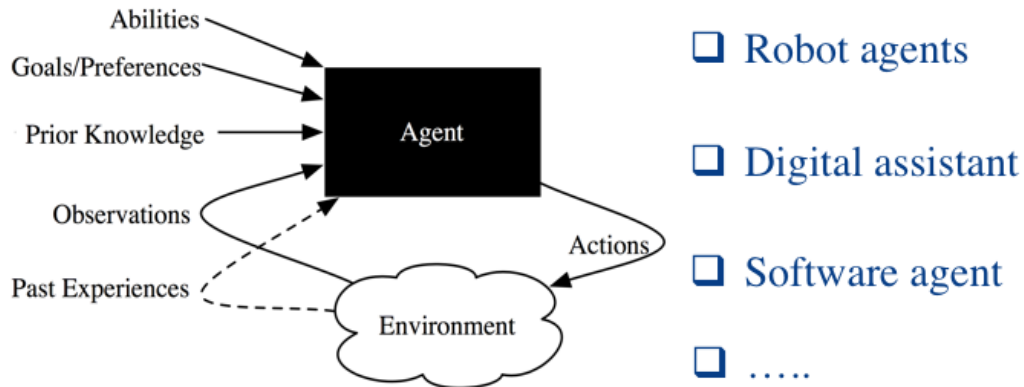 Abilities
Goals/Preferences
Prior Knowledge
Observations
Past Experiences
Agent
Actions
Environment
❑ Robot agents
❑ Digital assistant
❑ Software agent
❑ .....